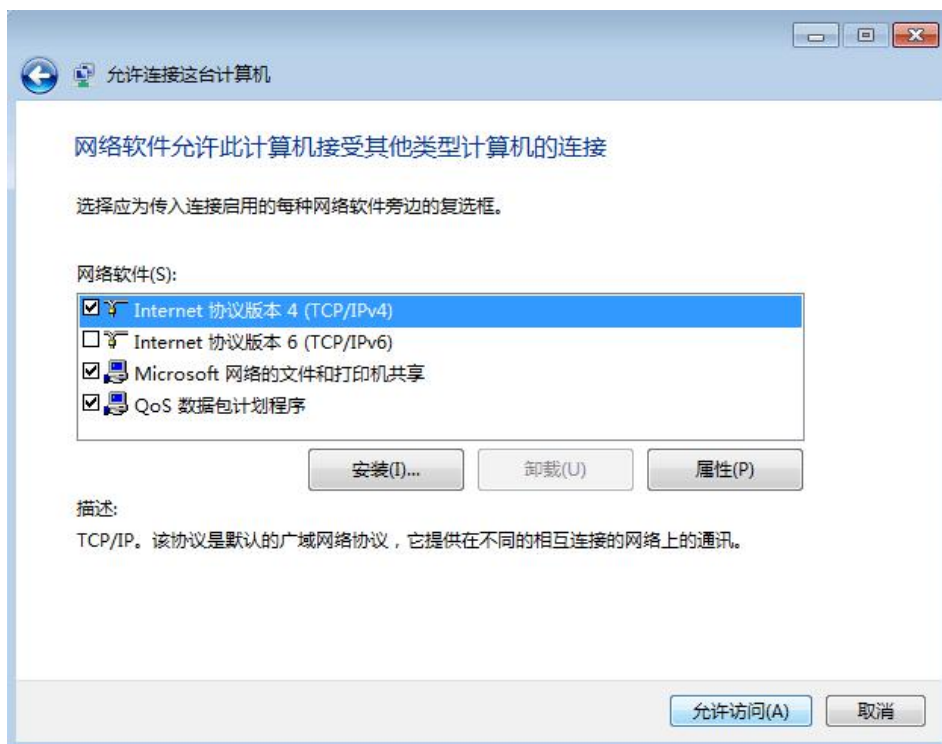 允许连接这台计算机
网络软件允许此计算机接受其他类型计算机的连接
选择应为传入连接启用的每种网络软件旁边的复选框。
网络软件(S):
Internet 协议版本 4 (TCP/IPv4)
Internet 协议版本 6 (TCP/IPv6)
Microsoft 网络的文件和打印机共享
QoS 数据包计划程序
安装(I)... 卸载(U) 属性(P)
描述:
TCP/IP。该协议是默认的广域网络协议，它提供在不同的相互连接的网络上的通讯。
允许访问(A) 取消